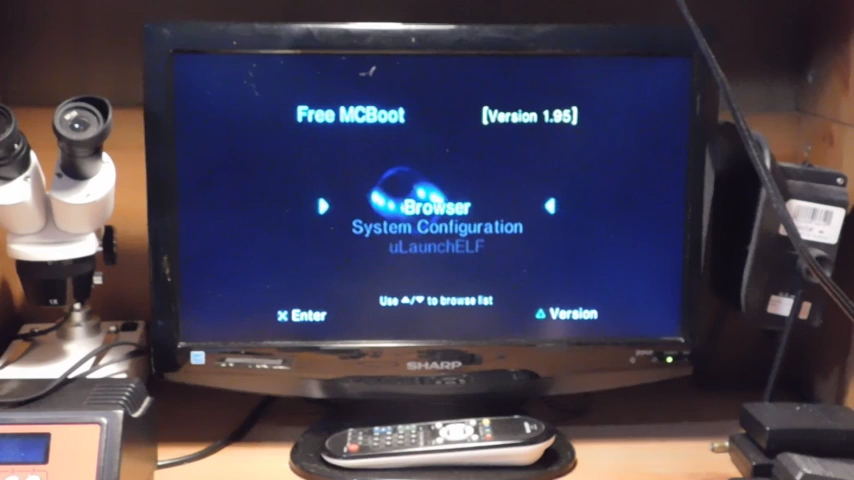 Free MCBoot [Version 1.95]
Browser
System Configuration
uLaunchELF
Use ▲/▼ to browse list
✕ Enter △ Version
SHARP